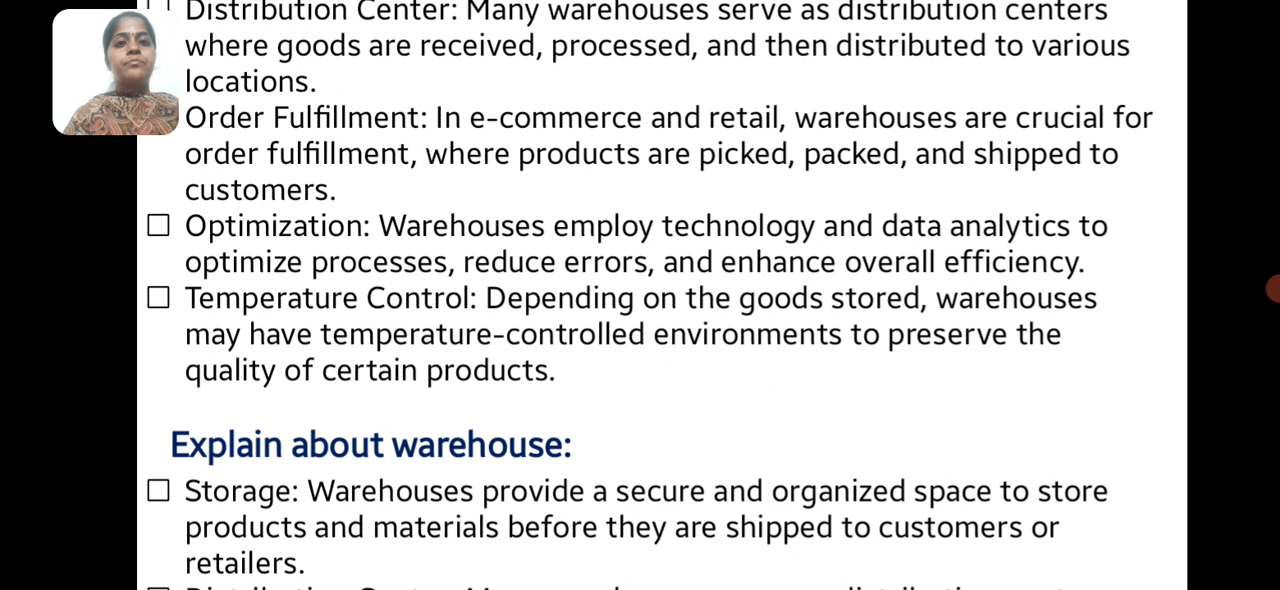 Distribution Center: Many warehouses serve as distribution centers
where goods are received, processed, and then distributed to various
locations.
Order Fulfillment: In e-commerce and retail, warehouses are crucial for
order fulfillment, where products are picked, packed, and shipped to
customers.
☐ Optimization: Warehouses employ technology and data analytics to
optimize processes, reduce errors, and enhance overall efficiency.
☐ Temperature Control: Depending on the goods stored, warehouses
may have temperature-controlled environments to preserve the
quality of certain products.
Explain about warehouse:
☐ Storage: Warehouses provide a secure and organized space to store
products and materials before they are shipped to customers or
retailers.